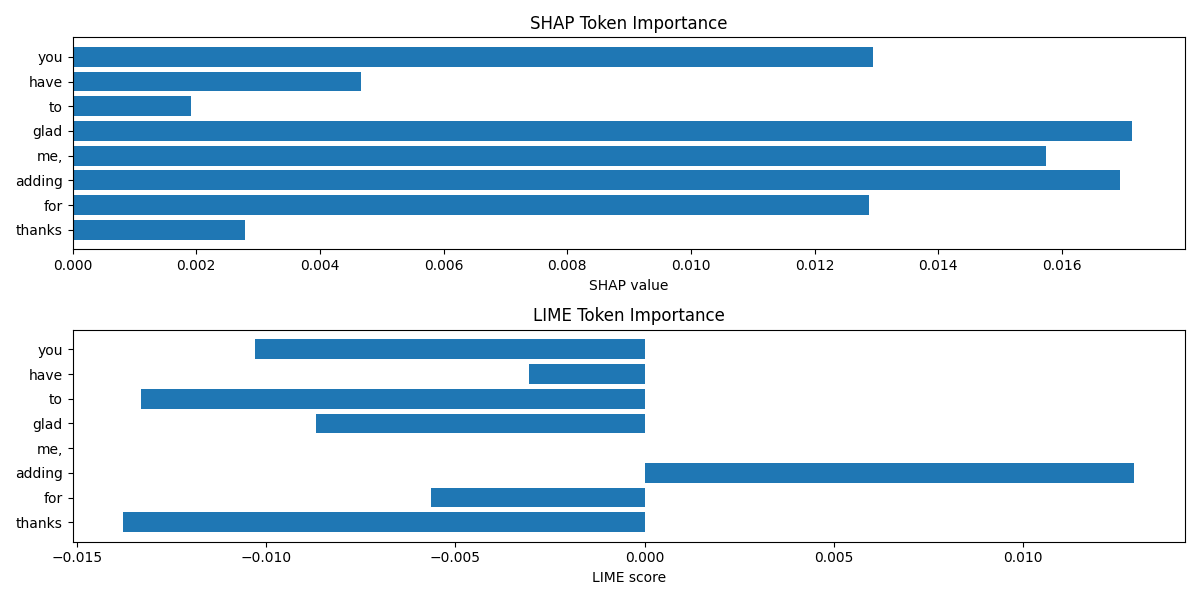 SHAP Token Importance
you
have
to
glad
me,
adding
for
thanks
0.000 0.002 0.004 0.006 0.008 0.010 0.012 0.014 0.016
SHAP value
LIME Token Importance
you
have
to
glad
me,
adding
for
thanks
−0.015 −0.010 −0.005 0.000 0.005 0.010
LIME score